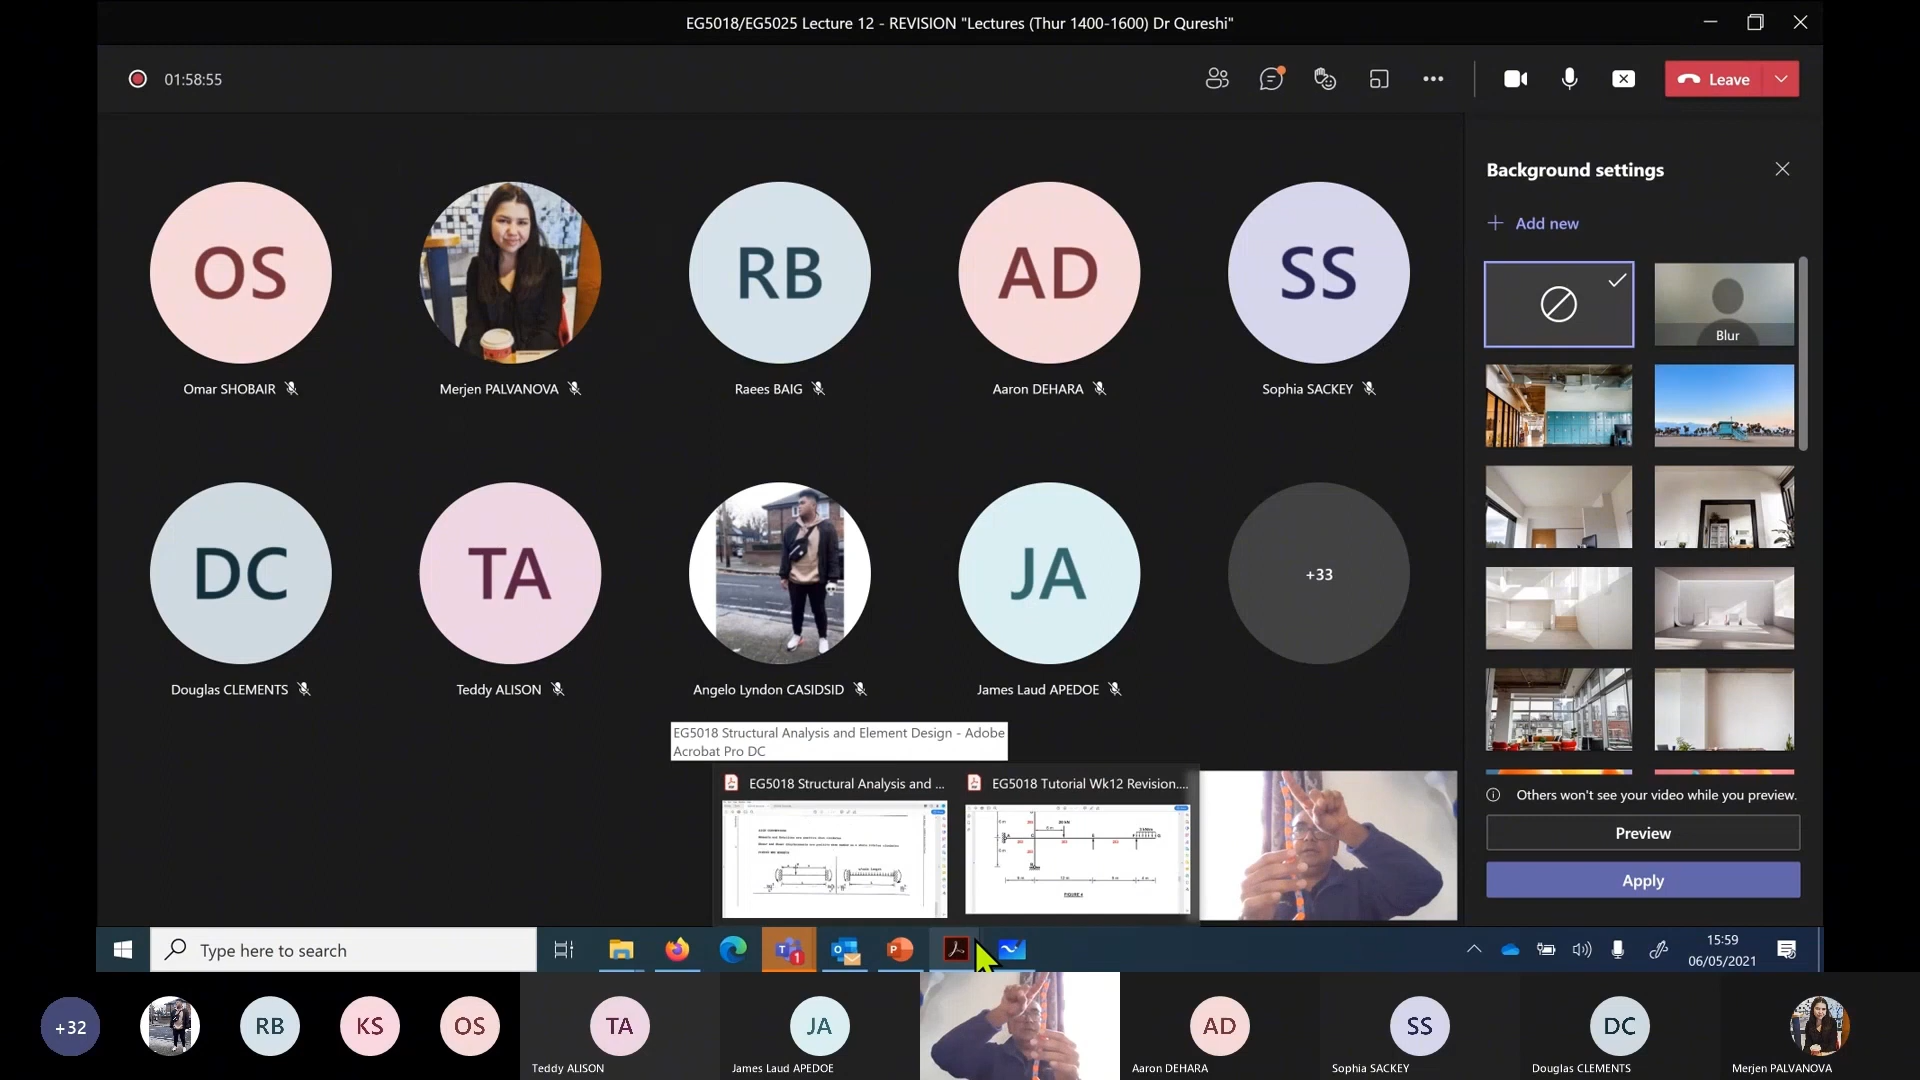 EG5018/EG5025 Lecture 12 - REVISION "Lectures (Thur 1400-1600) Dr Qureshi"
01:58:55
Leave
Background settings
Add new
Blur
OS
RB
AD
SS
Omar SHOBAIR
Merjen PALVANOVA
Raees BAIG
Aaron DEHARA
Sophia SACKEY
DC
TA
JA
+33
Douglas CLEMENTS
Teddy ALISON
Angelo Lyndon CASIDSID
James Laud APEDOE
EG5018 Structural Analysis and Element Design - Adobe
Acrobat Pro DC
EG5018 Structural Analysis and ...
EG5018 Tutorial Wk12 Revision....
FIGURE 4
Others won't see your video while you preview.
Preview
Apply
Type here to search
1
15:59
06/05/2021
+32
RB
KS
OS
TA
JA
AD
SS
DC
Teddy ALISON
James Laud APEDOE
Aaron DEHARA
Sophia SACKEY
Douglas CLEMENTS
Merjen PALVANOVA